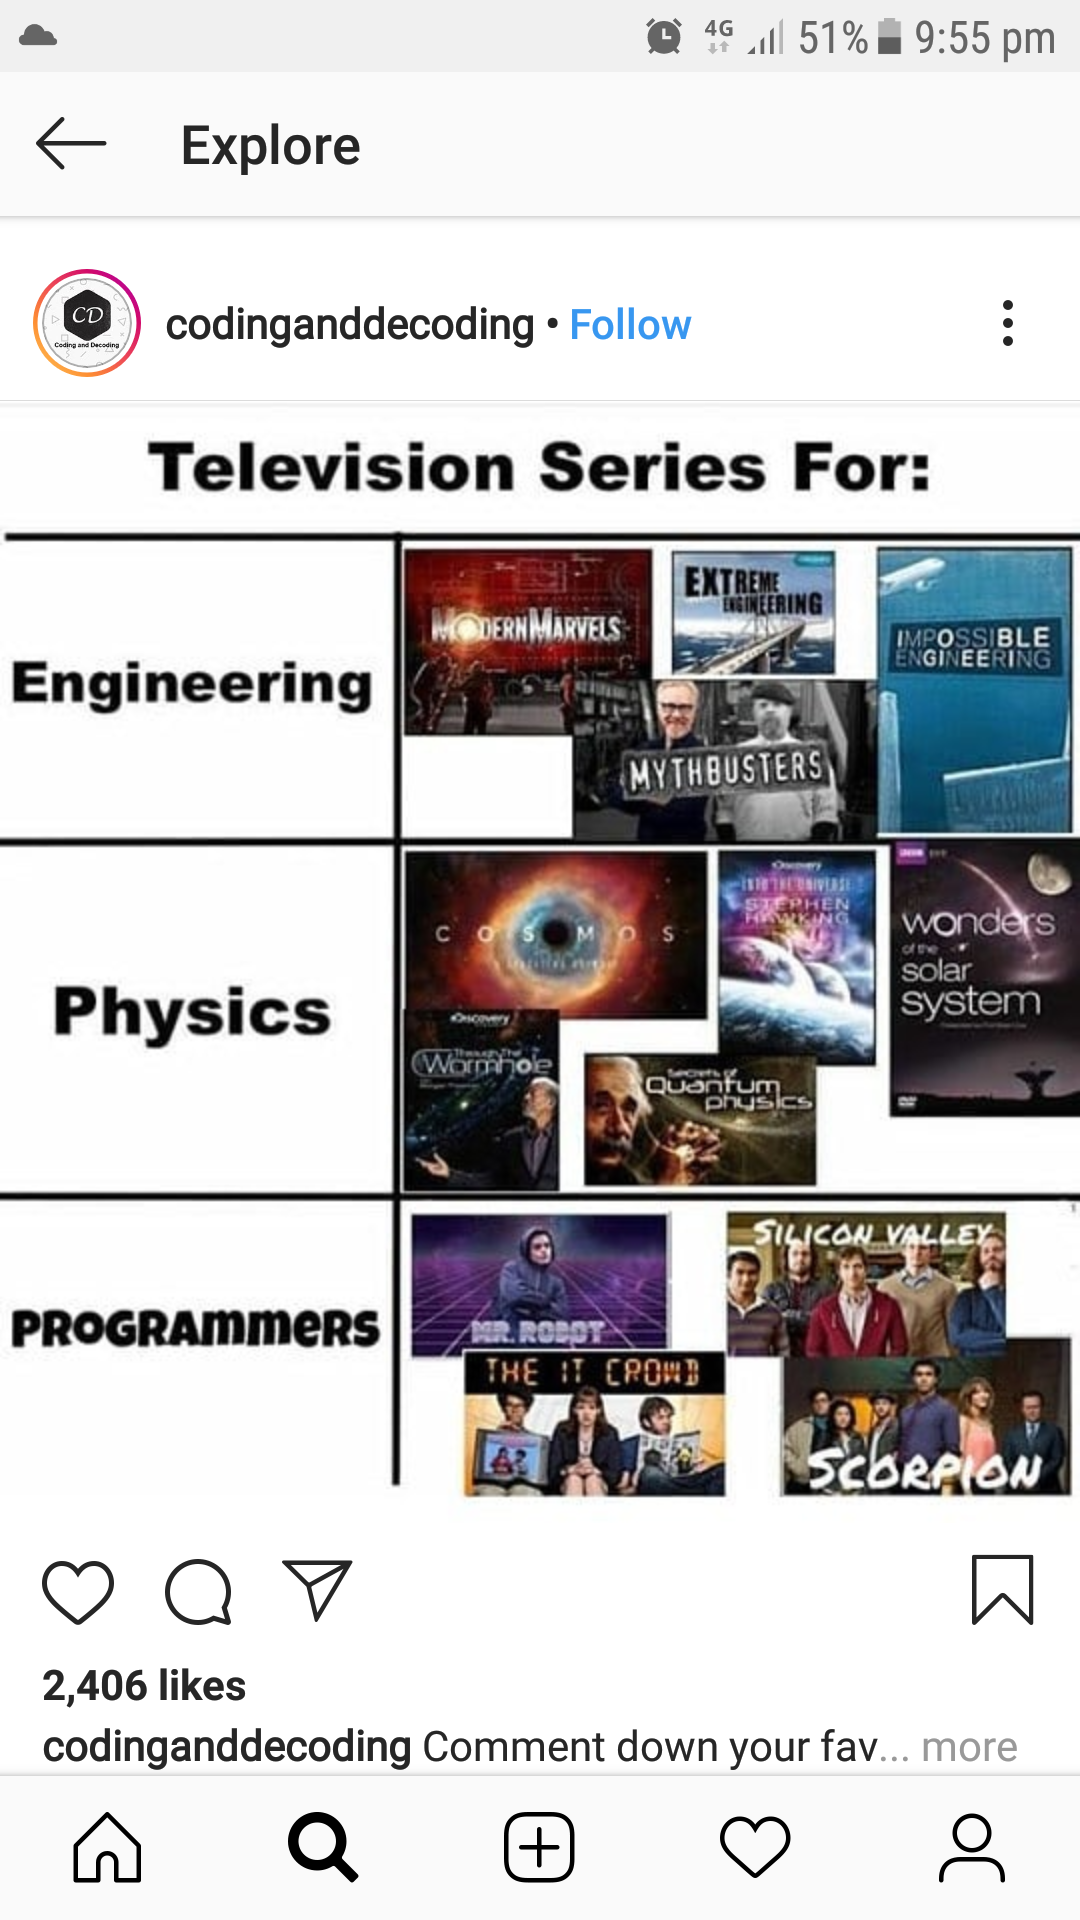 4G 51% 9:55 pm
Explore
CD
Coding and Decoding
codinganddecoding • Follow
Television Series For:
Engineering
MODERN MARVELS
EXTREME
ENGINEERING
IMPOSSIBLE
ENGINEERING
MYTHBUSTERS
Physics
COSMOS
Discovery
INTO THE UNIVERSE
STEPHEN
HAWKING
wonders
of the
solar
system
Discovery
Through The
Wormhole
Secrets of
Quantum
physics
PROGRAmmeRS
MR. ROBOT
SILICON VALLEY
THE IT CROWD
SCORPION
2,406 likes
codinganddecoding Comment down your fav... more